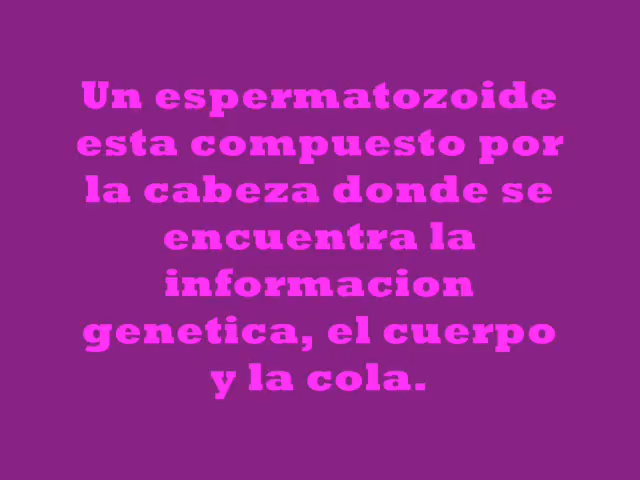 Un espermatozoide
esta compuesto por
la cabeza donde se
encuentra la
informacion
genetica, el cuerpo
y la cola.